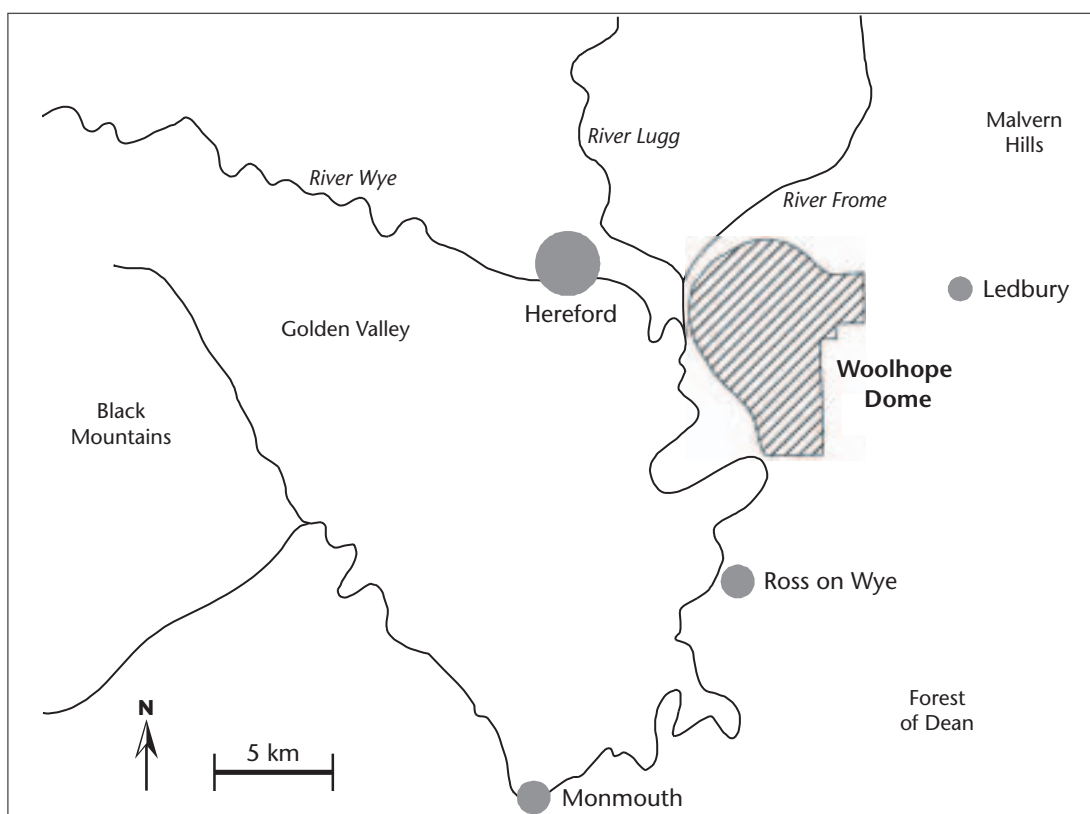 Malvern
Hills
River Lugg
River Wye
River Frome
Ledbury
Hereford
Golden Valley
Woolhope
Dome
Black
Mountains
Ross on Wye
Forest
of Dean
N
5 km
Monmouth